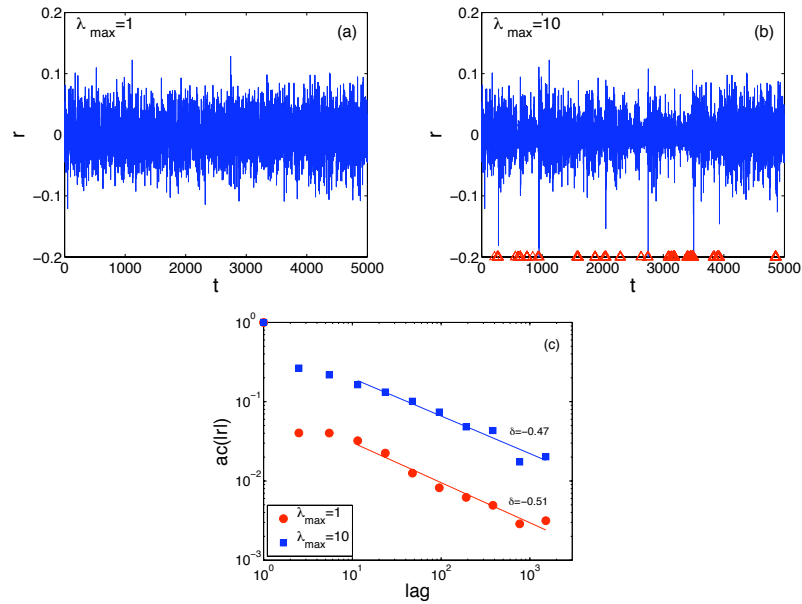 λmax=1
(a)
0.2
0.1
0
−0.1
−0.2
r
0 1000 2000 3000 4000 5000
t
λmax=10
(b)
0.2
0.1
0
−0.1
−0.2
r
0 1000 2000 3000 4000 5000
t
(c)
10^0
10^−1
10^−2
10^−3
ac(|r|)
δ=−0.47
δ=−0.51
λmax=1
λmax=10
10^0 10^1 10^2 10^3
lag